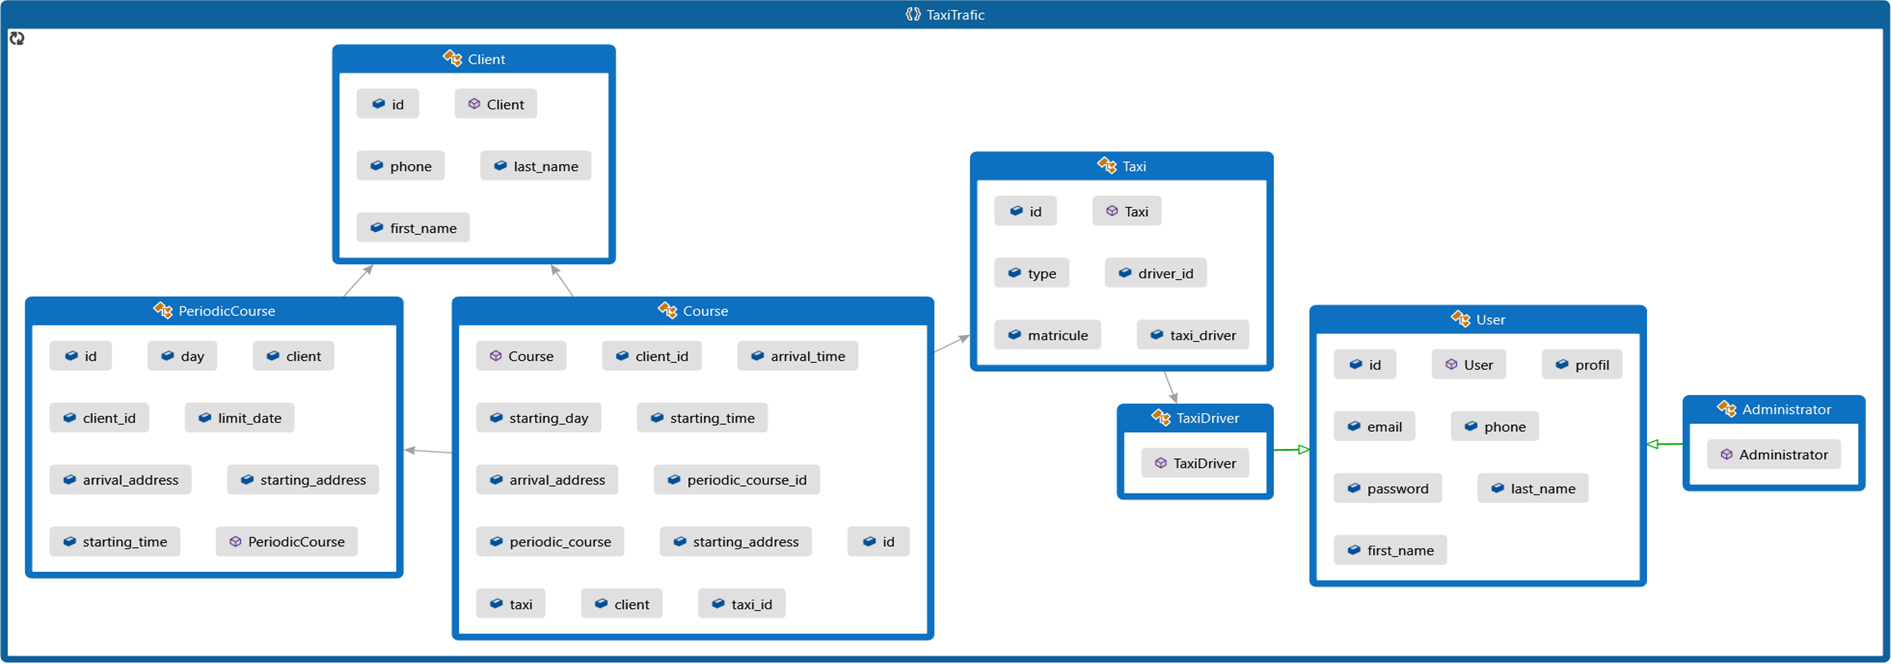 TaxiTrafic
Client
id Client
phone last_name
first_name
PeriodicCourse
id day client
client_id limit_date
arrival_address starting_address
starting_time PeriodicCourse
Course
Course client_id arrival_time
starting_day starting_time
arrival_address periodic_course_id
periodic_course starting_address id
taxi client taxi_id
Taxi
id Taxi
type driver_id
matricule taxi_driver
TaxiDriver
TaxiDriver
User
id User profil
email phone
password last_name
first_name
Administrator
Administrator